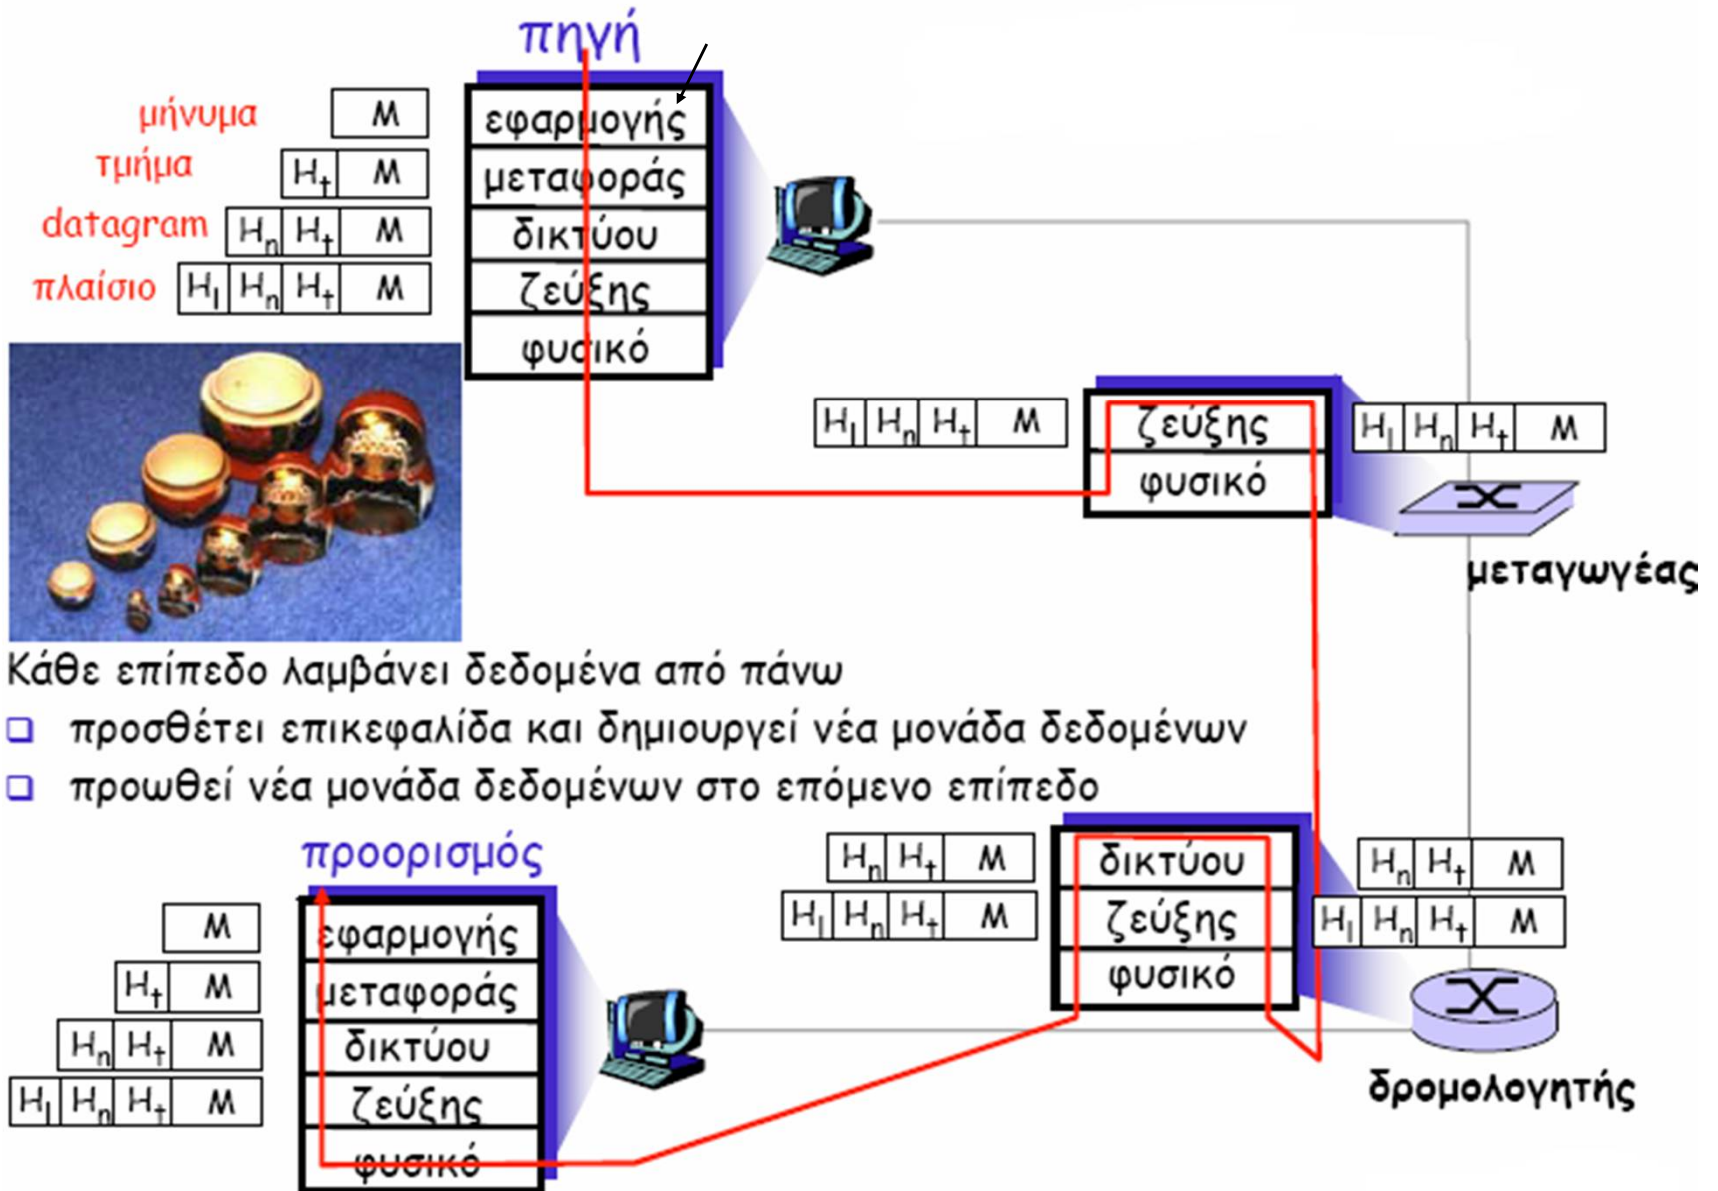 πηγή
μήνυμα M εφαρμογής
τμήμα Ht M μεταφοράς
datagram Hn Ht M δικτύου
πλαίσιο Hl Hn Ht M ζεύξης
φυσικό
Hl Hn Ht M ζεύξης Hl Hn Ht M
φυσικό
μεταγωγέας
Κάθε επίπεδο λαμβάνει δεδομένα από πάνω
❑ προσθέτει επικεφαλίδα και δημιουργεί νέα μονάδα δεδομένων
❑ προωθεί νέα μονάδα δεδομένων στο επόμενο επίπεδο
Hn Ht M δικτύου Hn Ht M
Hl Hn Ht M ζεύξης Hl Hn Ht M
φυσικό
δρομολογητής
προορισμός
M εφαρμογής
Ht M μεταφοράς
Hn Ht M δικτύου
Hl Hn Ht M ζεύξης
φυσικό